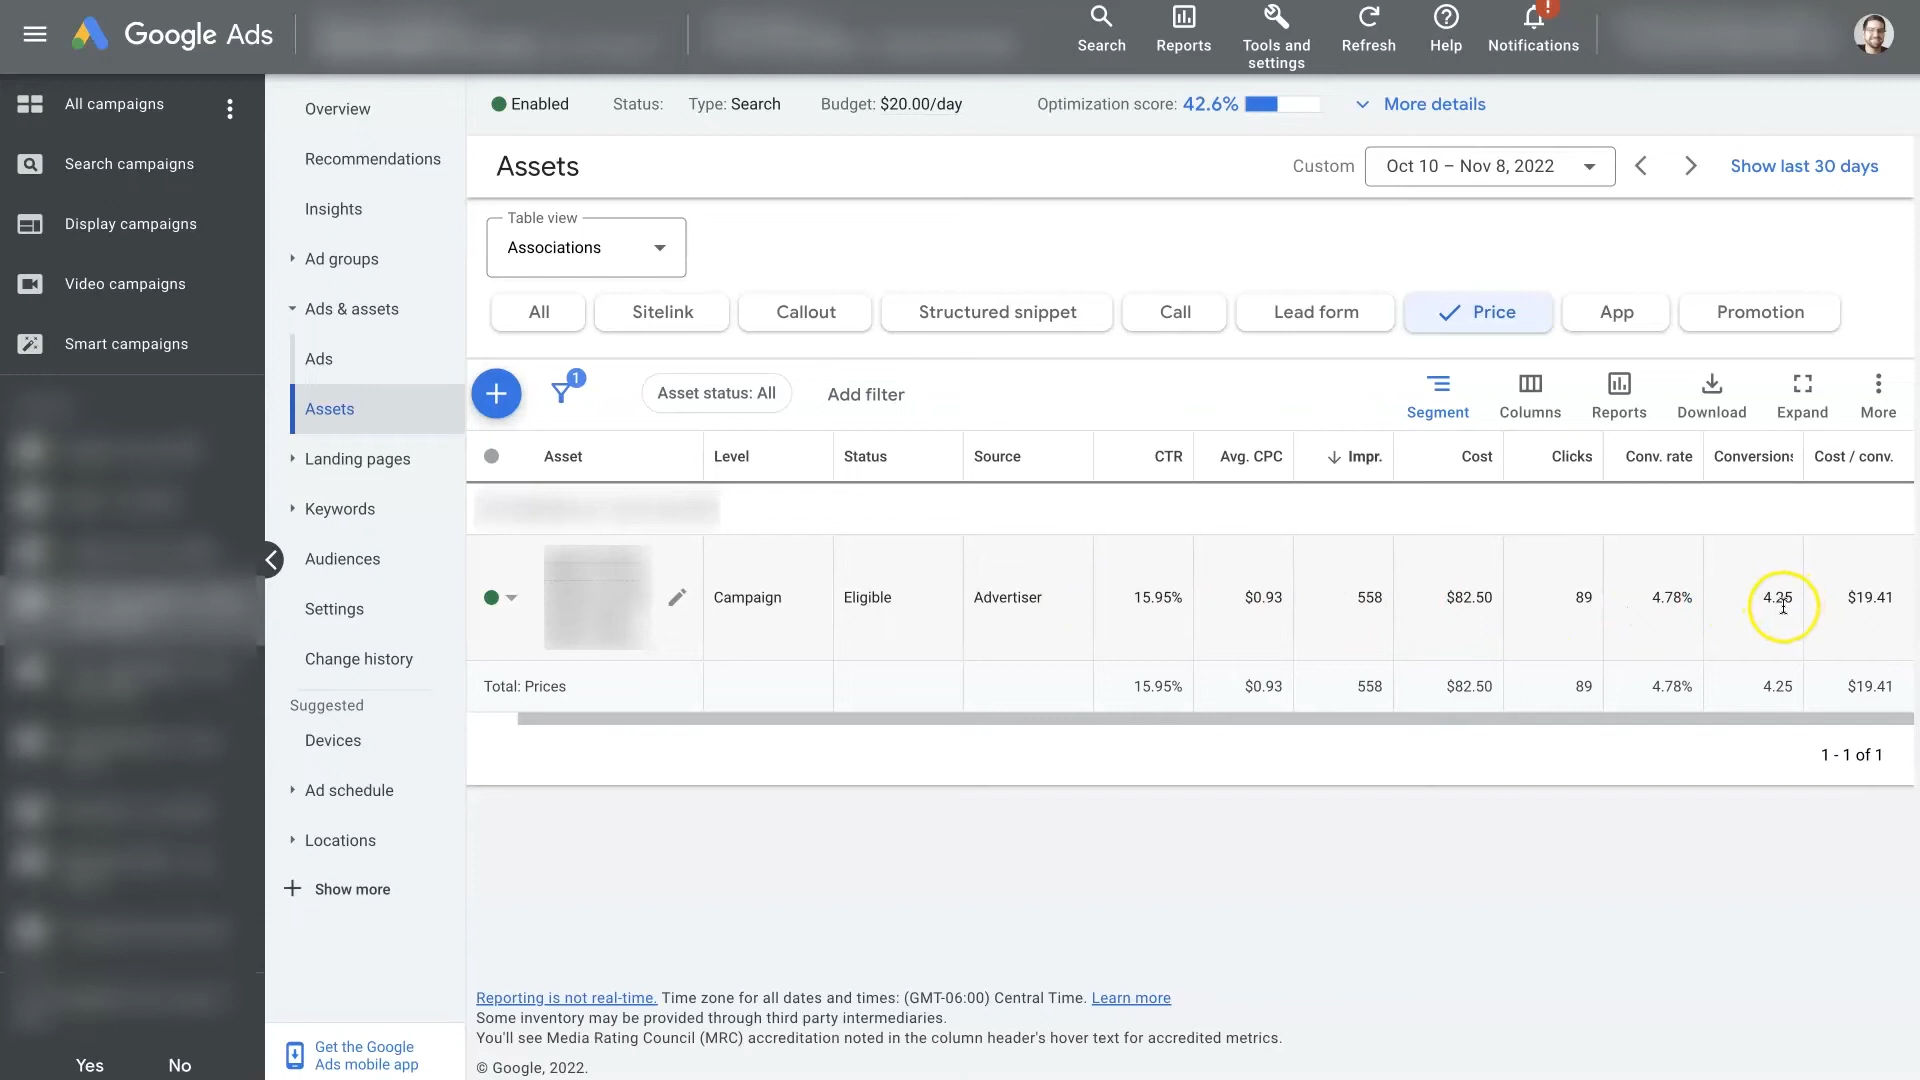 Google Ads
Search
Reports
Tools and
settings
Refresh
Help
!
Notifications
All campaigns
Search campaigns
Display campaigns
Video campaigns
Smart campaigns
Yes
No
Overview
Recommendations
Insights
Ad groups
Ads & assets
Ads
Assets
Landing pages
Keywords
Audiences
Settings
Change history
Suggested
Devices
Ad schedule
Locations
Show more
Get the Google
Ads mobile app
Enabled Status: Type: Search Budget: $20.00/day Optimization score: 42.6% More details
Assets
Custom Oct 10 – Nov 8, 2022 Show last 30 days
Table view
Associations
All Sitelink Callout Structured snippet Call Lead form Price App Promotion
1
Asset status: All Add filter
Segment Columns Reports Download Expand More
Asset Level Status Source CTR Avg. CPC Impr. Cost Clicks Conv. rate Conversions Cost / conv.
Campaign Eligible Advertiser 15.95% $0.93 558 $82.50 89 4.78% 4.25 $19.41
Total: Prices 15.95% $0.93 558 $82.50 89 4.78% 4.25 $19.41
1 - 1 of 1
Reporting is not real-time. Time zone for all dates and times: (GMT-06:00) Central Time. Learn more
Some inventory may be provided through third party intermediaries.
You'll see Media Rating Council (MRC) accreditation noted in the column header's hover text for accredited metrics.
© Google, 2022.